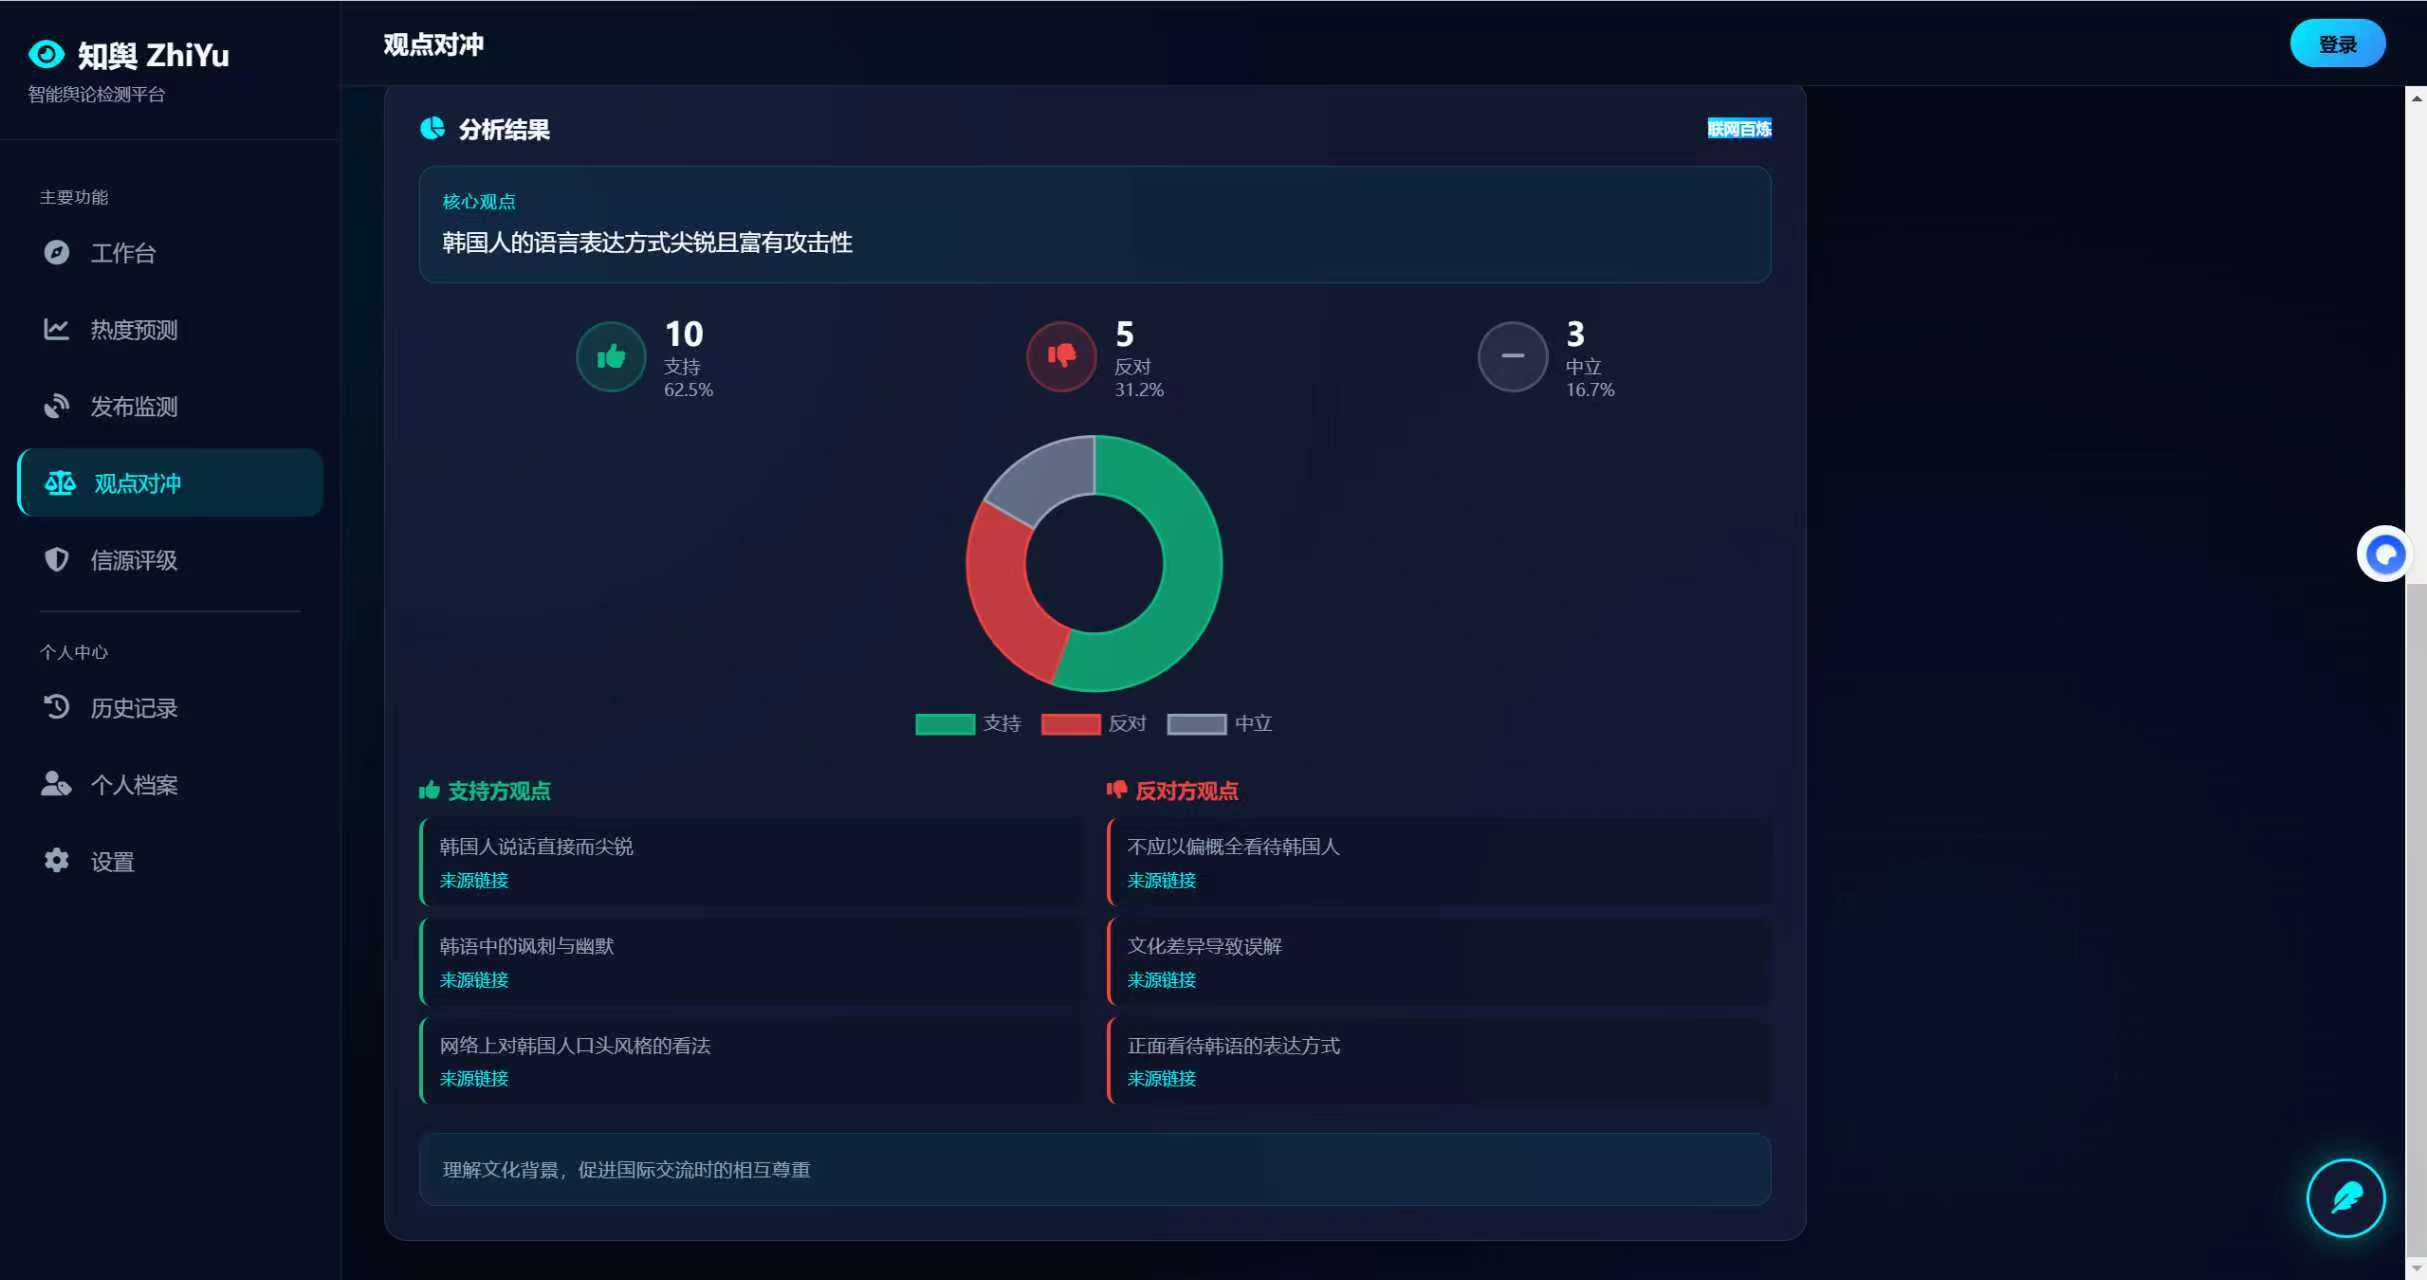 知舆 ZhiYu
智能舆论检测平台
主要功能
工作台
热度预测
发布监测
观点对冲
信源评级
个人中心
历史记录
个人档案
设置
观点对冲
登录
分析结果
联网百炼
核心观点
韩国人的语言表达方式尖锐且富有攻击性
10
支持
62.5%
5
反对
31.2%
3
中立
16.7%
支持
反对
中立
支持方观点
韩国人说话直接而尖锐
来源链接
韩语中的讽刺与幽默
来源链接
网络上对韩国人口头风格的看法
来源链接
反对方观点
不应以偏概全看待韩国人
来源链接
文化差异导致误解
来源链接
正面看待韩语的表达方式
来源链接
理解文化背景，促进国际交流时的相互尊重